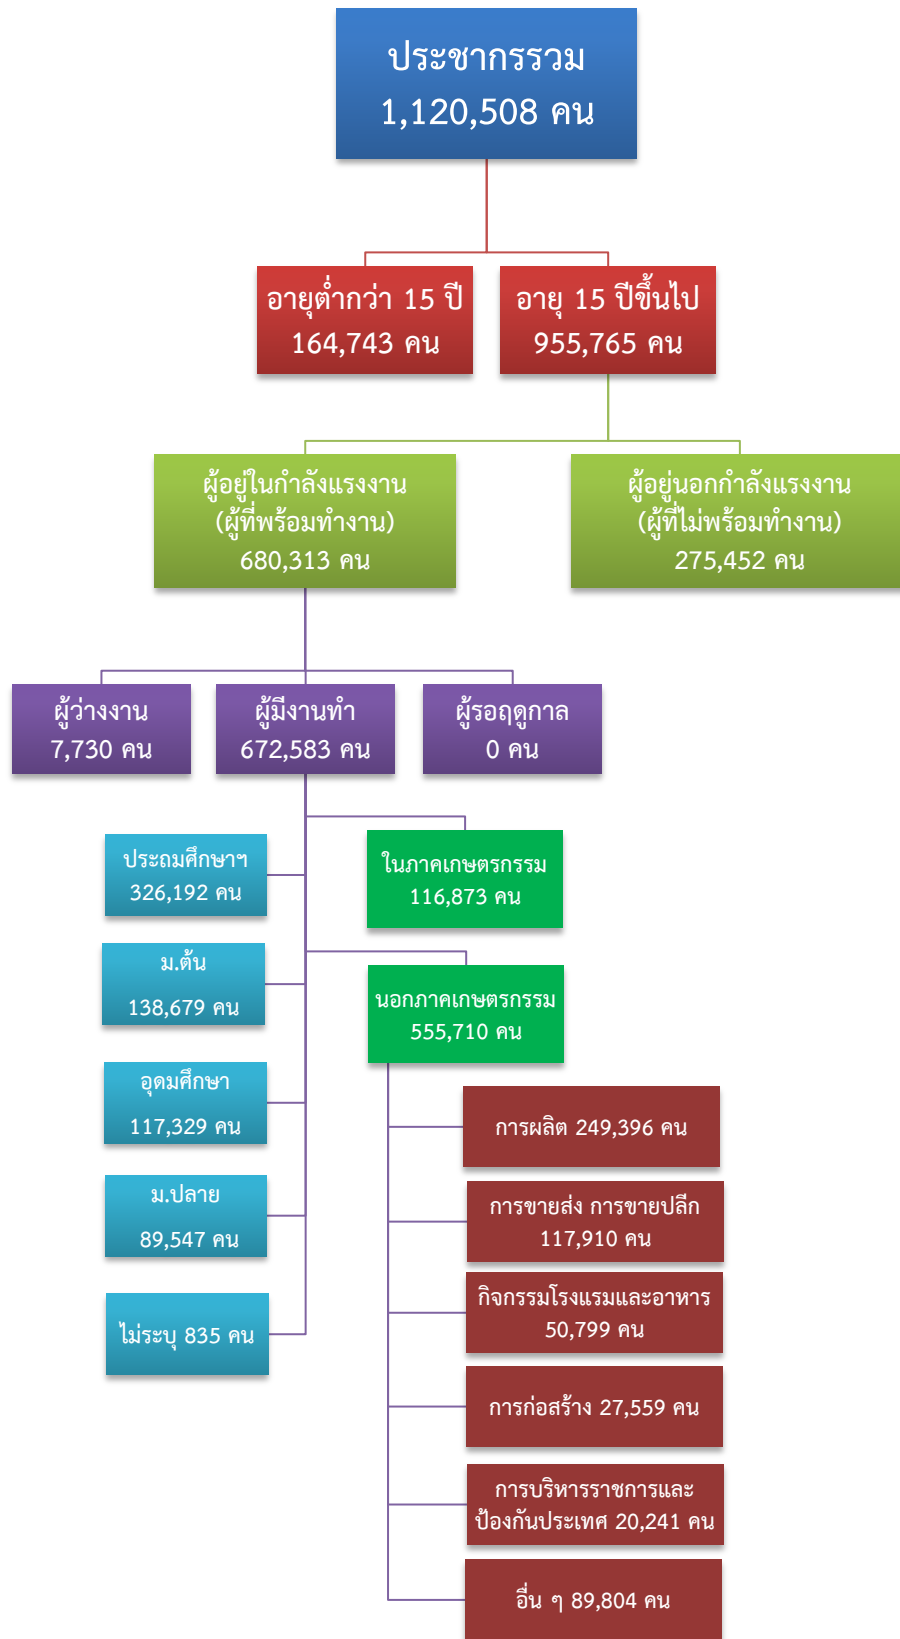 ประชากรรวม
1,120,508 คน
อายุต่ำกว่า 15 ปี
164,743 คน
อายุ 15 ปีขึ้นไป
955,765 คน
ผู้อยู่ในกำลังแรงงาน
(ผู้ที่พร้อมทำงาน)
680,313 คน
ผู้อยู่นอกกำลังแรงงาน
(ผู้ที่ไม่พร้อมทำงาน)
275,452 คน
ผู้ว่างงาน
7,730 คน
ผู้มีงานทำ
672,583 คน
ผู้รอฤดูกาล
0 คน
ประถมศึกษาฯ
326,192 คน
ม.ต้น
138,679 คน
อุดมศึกษา
117,329 คน
ม.ปลาย
89,547 คน
ไม่ระบุ 835 คน
ในภาคเกษตรกรรม
116,873 คน
นอกภาคเกษตรกรรม
555,710 คน
การผลิต 249,396 คน
การขายส่ง การขายปลีก
117,910 คน
กิจกรรมโรงแรมและอาหาร
50,799 คน
การก่อสร้าง 27,559 คน
การบริหารราชการและ
ป้องกันประเทศ 20,241 คน
อื่น ๆ 89,804 คน